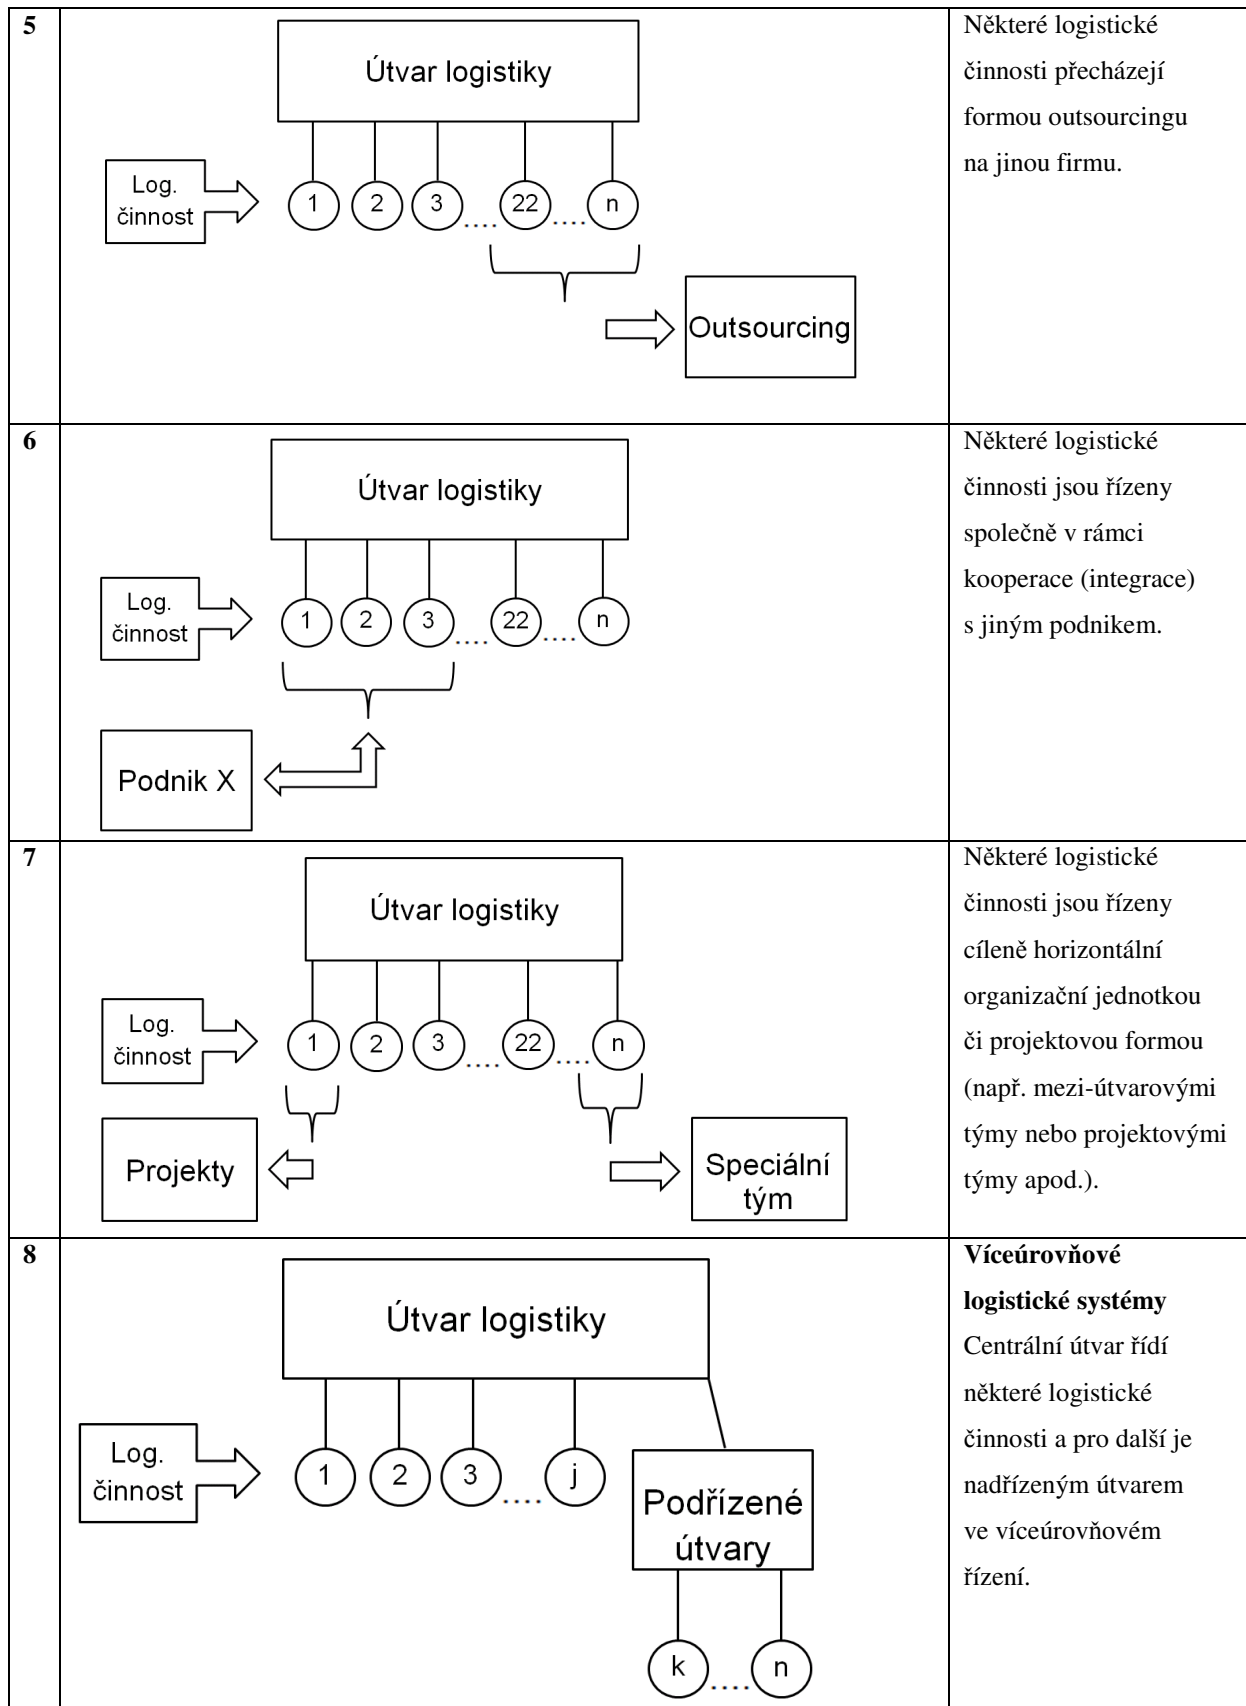 5
Útvar logistiky
Log.
činnost
1 2 3 .... 22 .... n
Outsourcing
Některé logistické
činnosti přecházejí
formou outsourcingu
na jinou firmu.
6
Útvar logistiky
Log.
činnost
1 2 3 .... 22 .... n
Podnik X
Některé logistické
činnosti jsou řízeny
společně v rámci
kooperace (integrace)
s jiným podnikem.
7
Útvar logistiky
Log.
činnost
1 2 3 .... 22 .... n
Projekty
Speciální
tým
Některé logistické
činnosti jsou řízeny
cíleně horizontální
organizační jednotkou
či projektovou formou
(např. mezi-útvarovými
týmy nebo projektovými
týmy apod.).
8
Útvar logistiky
Log.
činnost
1 2 3 .... j
Podřízené
útvary
k .... n
Víceúrovňové
logistické systémy
Centrální útvar řídí
některé logistické
činnosti a pro další je
nadřízeným útvarem
ve víceúrovňovém
řízení.